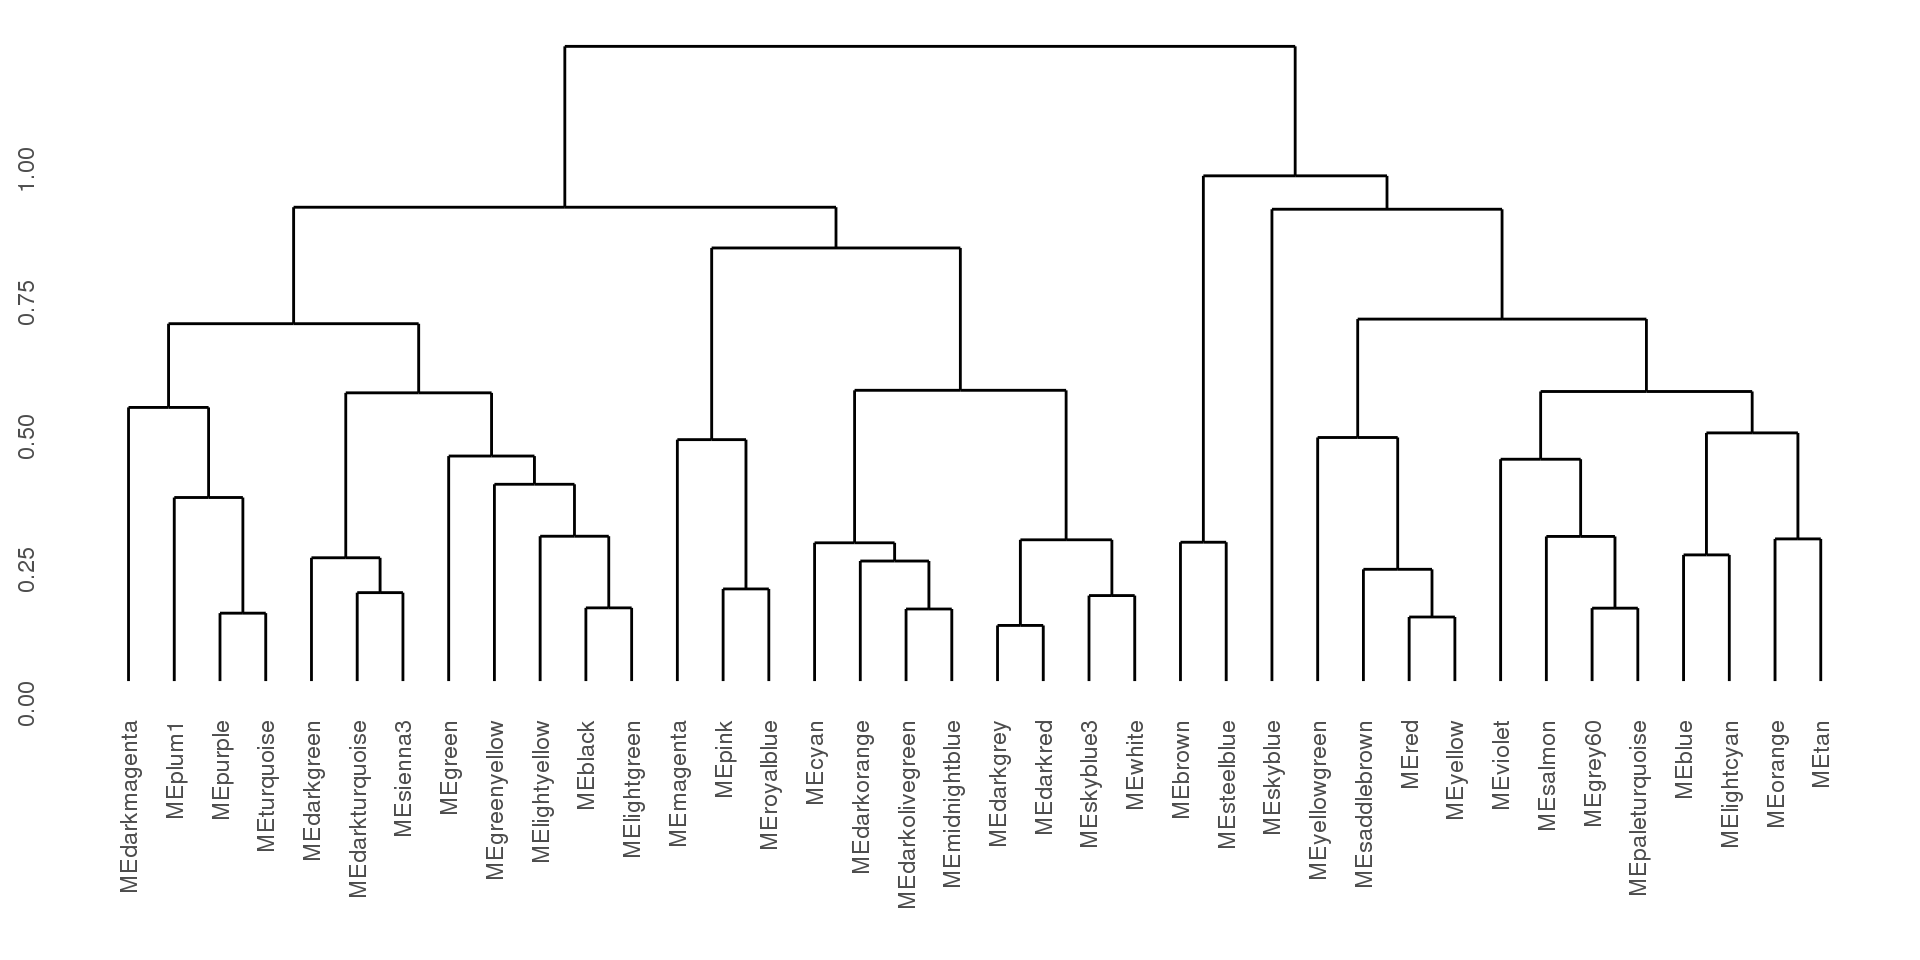 1.00
0.75
0.50
0.25
0.00
MEdarkmagenta
MEplum1
MEpurple
MEturquoise
MEdarkgreen
MEdarkturquoise
MEsienna3
MEgreen
MEgreenyellow
MElightyellow
MEblack
MElightgreen
MEmagenta
MEpink
MEroyalblue
MEcyan
MEdarkorange
MEdarkolivegreen
MEmidnightblue
MEdarkgrey
MEdarkred
MEskyblue3
MEwhite
MEbrown
MEsteelblue
MEskyblue
MEyellowgreen
MEsaddlebrown
MEred
MEyellow
MEviolet
MEsalmon
MEgrey60
MEpaleturquoise
MEblue
MElightcyan
MEorange
MEtan